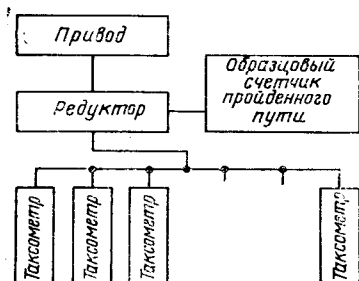 Привод
Образцовый
счетчик
пройденного
пути
Редуктор
Таксометр
Таксометр
Таксометр
Таксометр